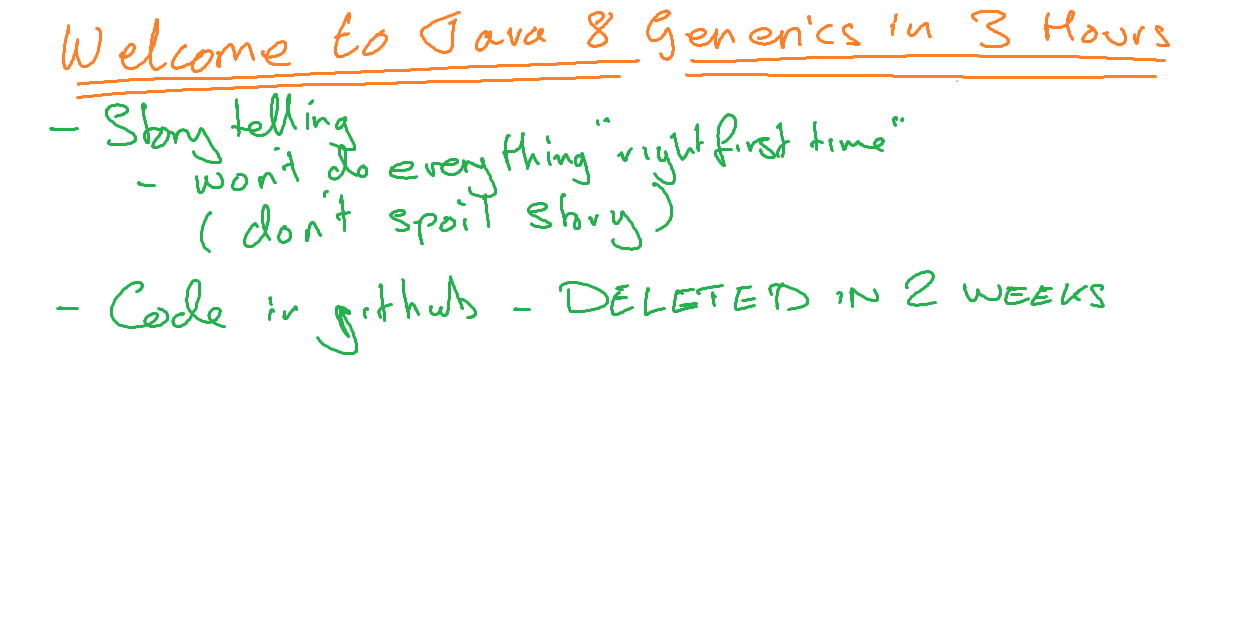 Welcome to Java 8 Generics in 3 Hours
- Story telling
- won't do everything "right first time"
(don't spoil story)
- Code in github - DELETED IN 2 WEEKS